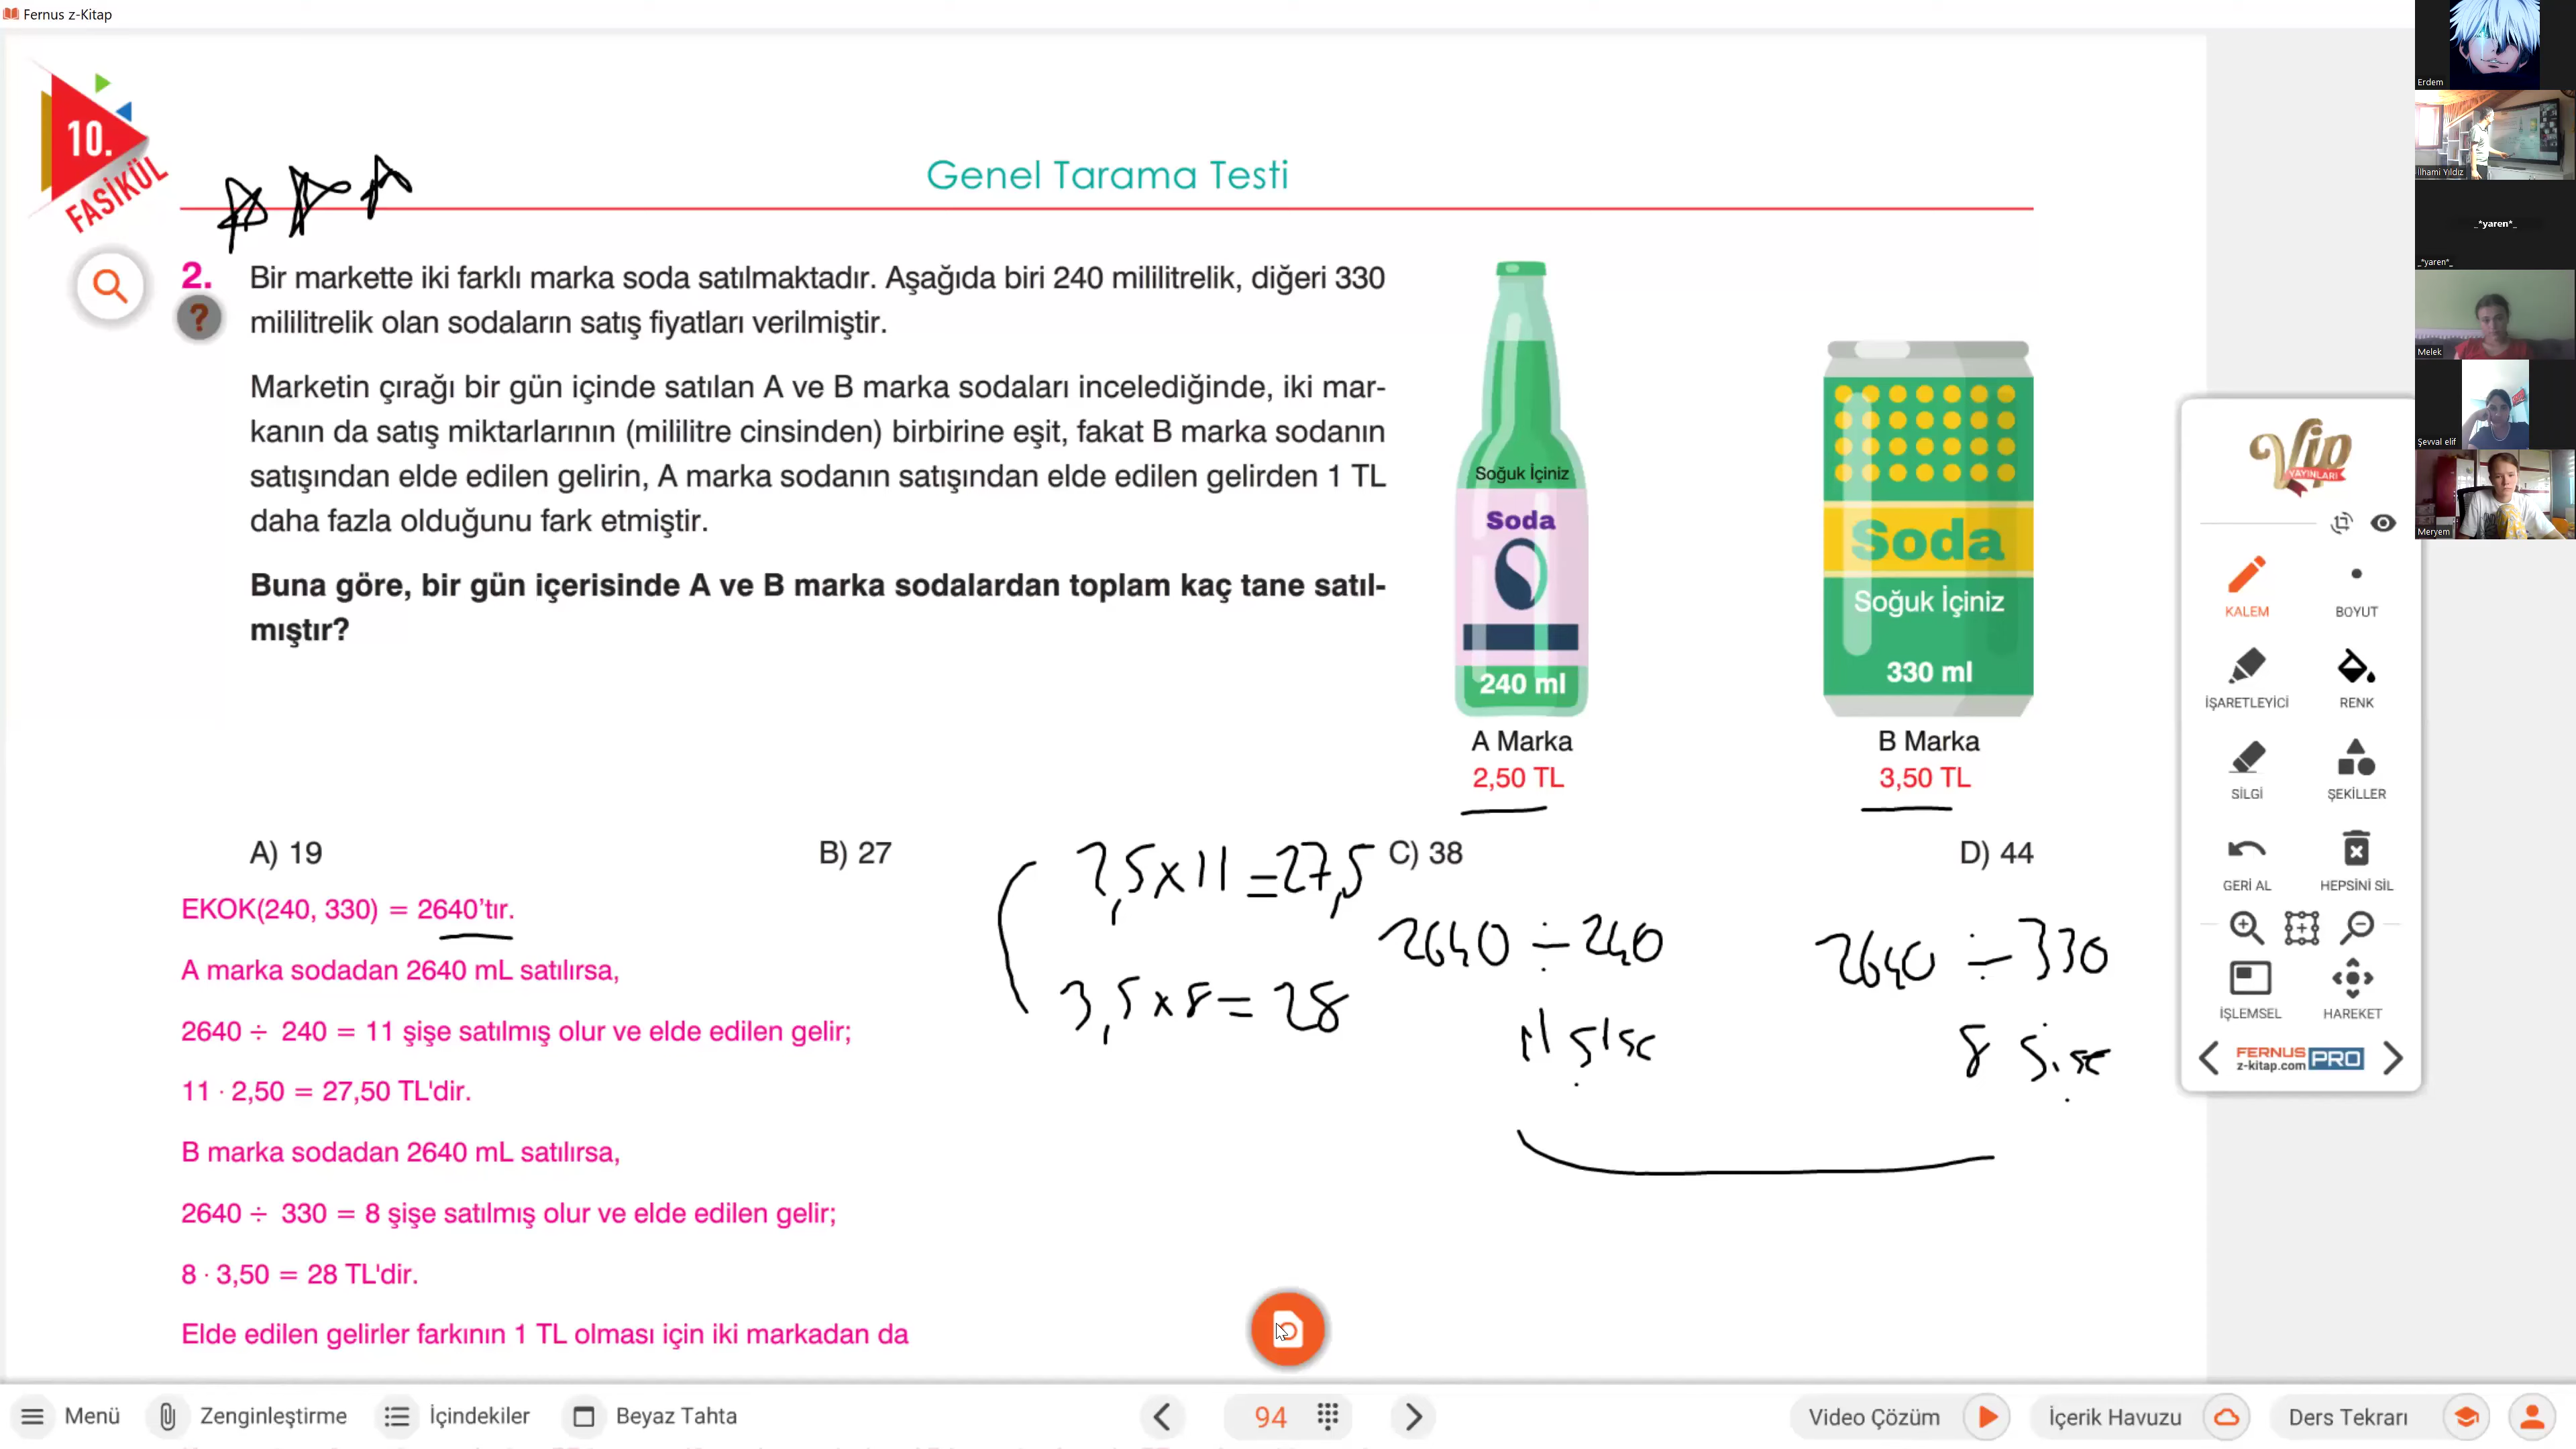 Fernus z-Kitap
10.
FASİKÜL
Genel Tarama Testi
2. Bir markette iki farklı marka soda satılmaktadır. Aşağıda biri 240 mililitrelik, diğeri 330
mililitrelik olan sodaların satış fiyatları verilmiştir.
Marketin çırağı bir gün içinde satılan A ve B marka sodaları incelediğinde, iki mar-
kanın da satış miktarlarının (mililitre cinsinden) birbirine eşit, fakat B marka sodanın
satışından elde edilen gelirin, A marka sodanın satışından elde edilen gelirden 1 TL
daha fazla olduğunu fark etmiştir.
Buna göre, bir gün içerisinde A ve B marka sodalardan toplam kaç tane satıl-
mıştır?
Soğuk İçiniz
Soda
240 ml
A Marka
2,50 TL
Soda
Soğuk İçiniz
330 ml
B Marka
3,50 TL
A) 19 B) 27 C) 38 D) 44
EKOK(240, 330) = 2640'tır.
A marka sodadan 2640 mL satılırsa,
2640 ÷ 240 = 11 şişe satılmış olur ve elde edilen gelir;
11 · 2,50 = 27,50 TL'dir.
B marka sodadan 2640 mL satılırsa,
2640 ÷ 330 = 8 şişe satılmış olur ve elde edilen gelir;
8 · 3,50 = 28 TL'dir.
Elde edilen gelirler farkının 1 TL olması için iki markadan da
2,5x11=27,5
3,5x8=28
2640÷240
11 şişe
2640÷330
8 şişe
Erdem
İlhami Yıldız
_*yaren*_
_*yaren*_
Melek
Şevval elif
Meryem
Vip
YAYINLARI
KALEM BOYUT
İŞARETLEYİCİ RENK
SİLGİ ŞEKİLLER
GERİ AL HEPSİNİ SİL
İŞLEMSEL HAREKET
FERNUS PRO
z-kitap.com
Menü Zenginleştirme İçindekiler Beyaz Tahta 94 Video Çözüm İçerik Havuzu Ders Tekrarı